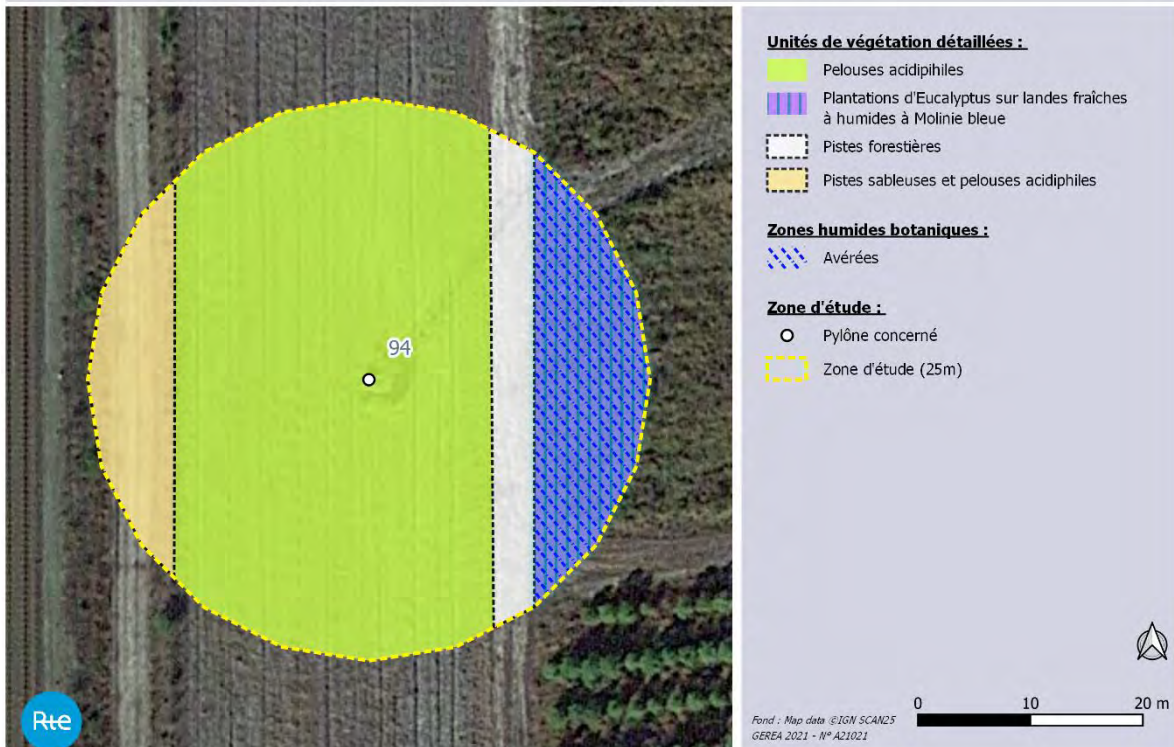 Unités de végétation détaillées :
Pelouses acidipihiles
Plantations d'Eucalyptus sur landes fraîches
à humides à Molinie bleue
Pistes forestières
Pistes sableuses et pelouses acidiphiles
Zones humides botaniques :
Avérées
Zone d'étude :
Pylône concerné
Zone d'étude (25m)
94
Rte
0 20 m
Fond : Map data @IGN SCAN25
GEREA 2021 - N° A21021